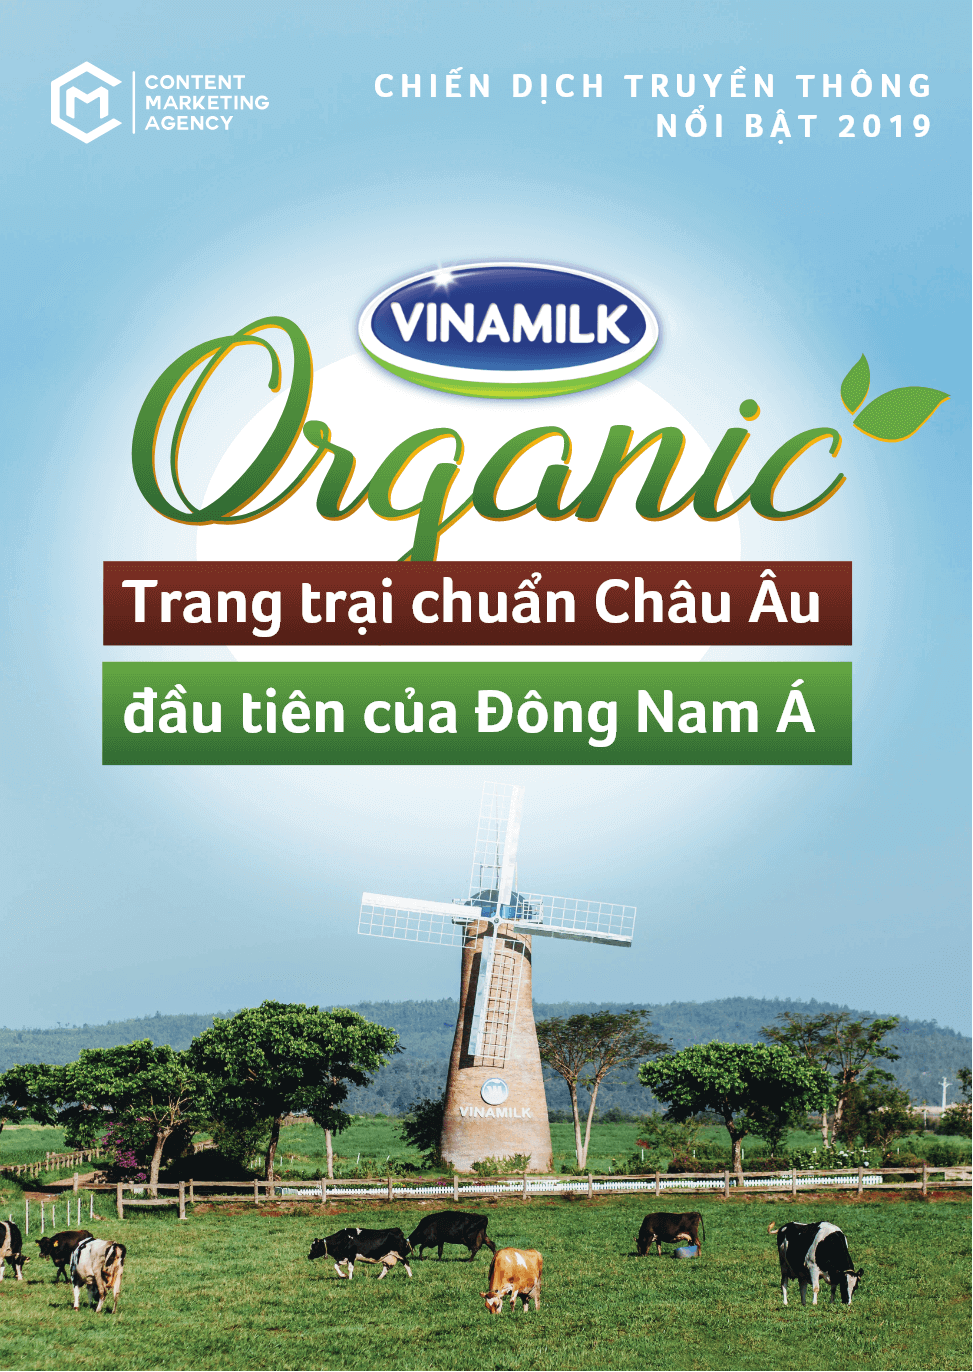 CONTENT
MARKETING
AGENCY
CHIẾN DỊCH TRUYỀN THÔNG
NỔI BẬT 2019
VINAMILK
Organic
Trang trại chuẩn Châu Âu
đầu tiên của Đông Nam Á
VINAMILK